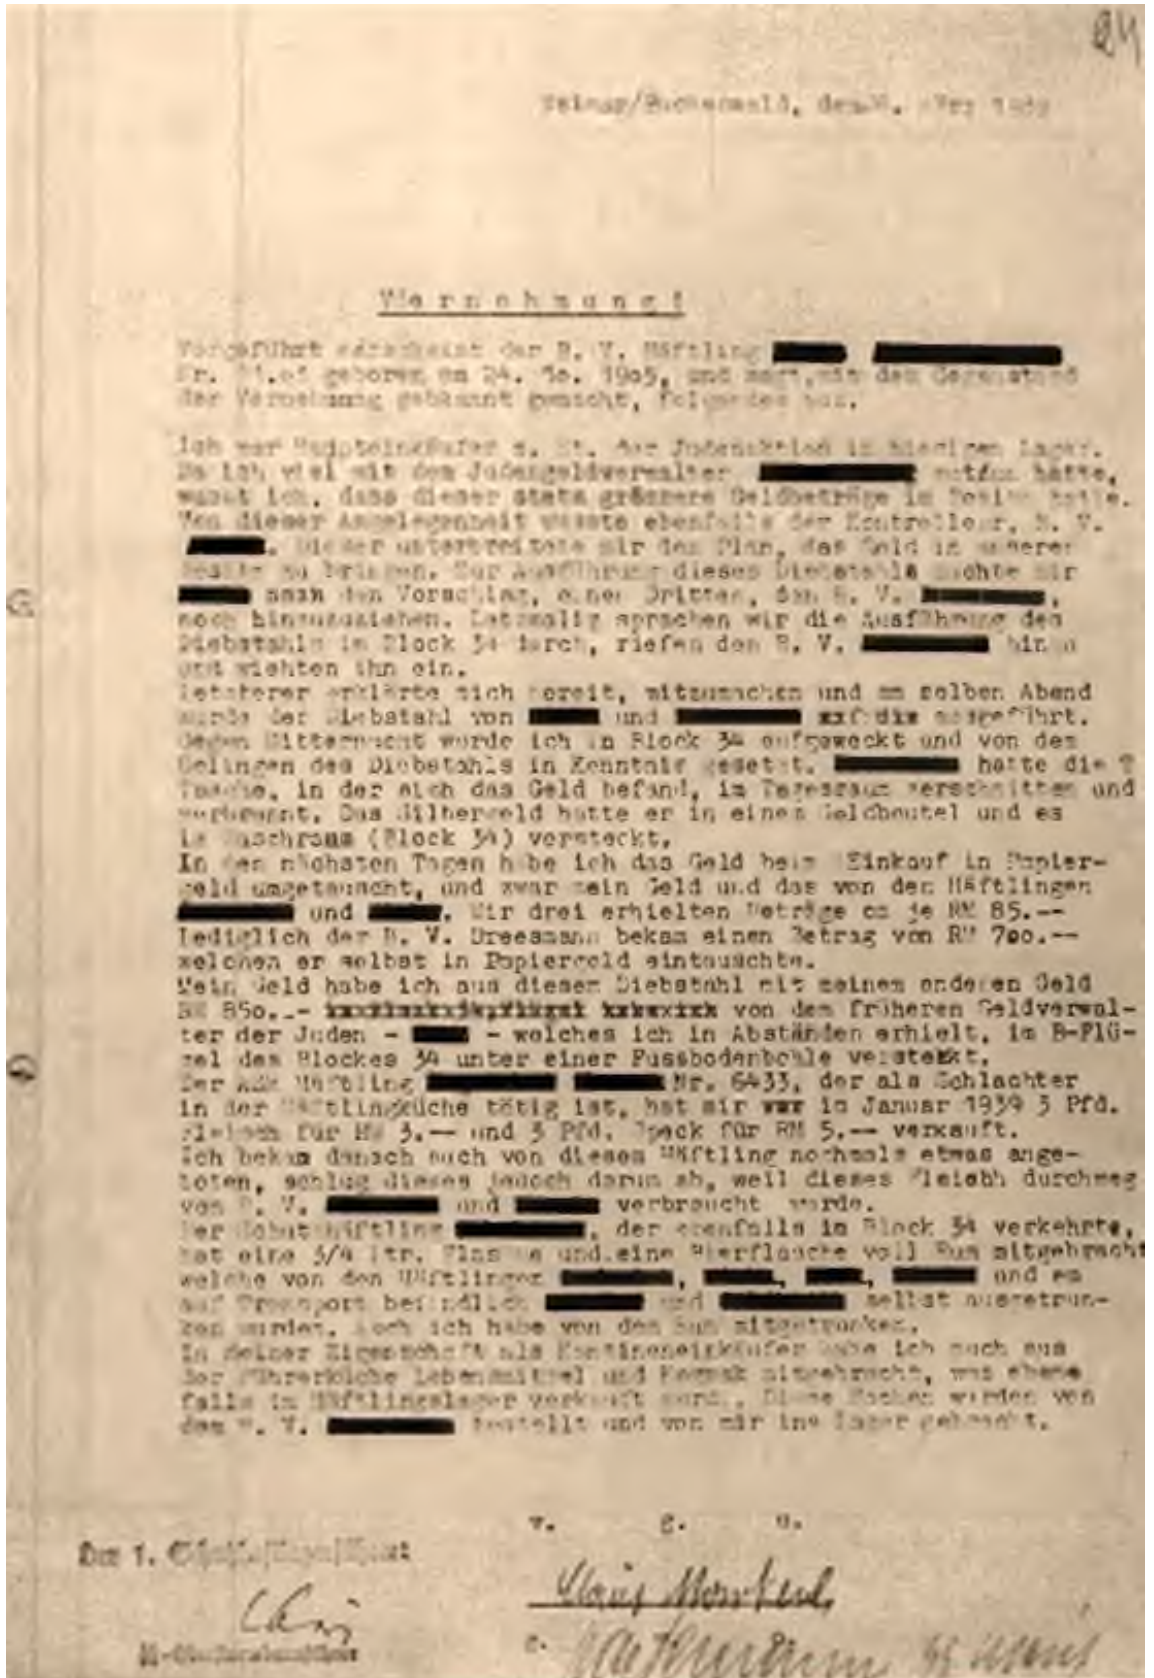 24
Weimar/Buchenwald, den 8. März 1939
Vernehmung!
Vorgeführt erscheint der B. V. Häftling
Nr. geboren am 24. 10. 1905, und sagt, mit dem Gegenstand
der Vernehmung bekannt gemacht, folgendes aus.
Ich war Haupteinkäufer z. Zt. der Judenaktion im hiesigen Lager.
Da ich viel mit dem Judengeldverwalter zutun hatte,
wusst ich, dass dieser stets grössere Geldbeträge im Besitz hatte.
Von dieser Angelegenheit wusste ebenfalls der Kontrolleur, B. V.
. Dieser unterbreitete mir den Plan, das Geld in unseren
Besitz zu bringen. Zur Ausführung dieses Diebstahls machte mir
den Vorschlag, einen Dritten, den B. V. ,
noch hinzuzuziehen. Letzmalig sprachen wir die Ausführung des
Diebstahls im Block 34 durch, riefen den B. V. hinzu
und weihten ihn ein.
Letzterer erklärte sich bereit, mitzumachen und am selben Abend
wurde der Diebstahl von und ausgeführt.
Gegen Mitternacht wurde ich in Block 34 aufgeweckt und von dem
Gelingen des Diebstahls in Kenntnis gesetzt. hatte die T
Tasche, in der sich das Geld befand, im Tagesraum zerschnitten und
verbrannt. Das Silbergeld hatte er in einen Geldbeutel und es
im Waschraum (Block 34) versteckt.
In den nächsten Tagen habe ich das Geld beim Einkauf in Papier-
geld umgetauscht, und zwar mein Geld und das von den Häftlingen
und . Wir drei erhielten Beträge on je RM 85.--
lediglich der B. V. Dreesmann bekam einen Betrag von RM 700.--
welchen er selbst in Papiergeld eintauschte.
Mein Geld habe ich aus diesem Diebstahl mit meinem anderen Geld
RM 850.-- von dem früheren Geldverwal-
ter der Juden - - welches ich in Abständen erhielt, im B-Flü-
gel des Blockes 34 unter einer Fussbodenbohle versteckt.
Der Häftling Nr. 6433, der als Schlachter
in der Häftlingküche tätig ist, hat mir im Januar 1939 3 Pfd.
Fleisch für RM 3.-- und 3 Pfd. Speck für RM 5.-- verkauft.
Ich bekam danach auch von diesem Häftling nochmals etwas ange-
boten, schlug dieses jedoch darum ab, weil dieses Fleisbh durchweg
von B. V. und verbraucht wurde.
Der Schutzhäftling , der ebenfalls in Block 34 verkehrte,
hat eine 3/4 ltr. Flasche und eine Bierflasche voll Rum mitgebracht
welche von den Häftlingen , , , und em
auf Transport befindlich und selbst ausgetrun-
ken wurden. Auch ich habe von dem Rum mitgetrunken.
In meiner Eigenschaft als Kantineneinkäufer habe ich auch aus
der Führerküche Lebensmittel und Kognak mitgebracht, was ebens
falls im Häftlingslager verkauft wurde. Diese Sachen wurden von
dem B. V. bestellt und von mir ins Lager gebracht.
v. g. u.
Der 1.